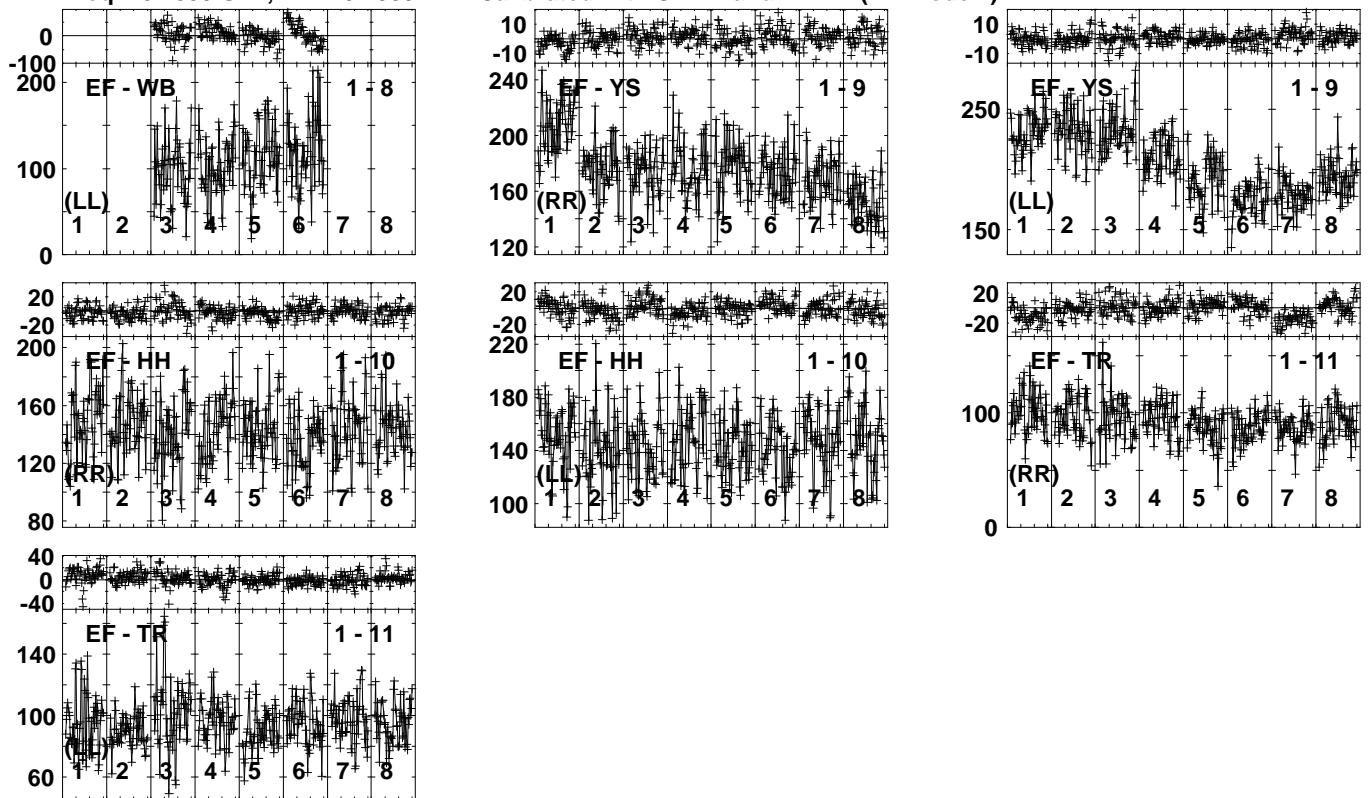 0
-100
200
EF - WB
1 - 8
100
(LL)
1 2 3 4 5 6 7 8
0
10
-10
240
EF - YS
1 - 9
200
160
(RR)
1 2 3 4 5 6 7 8
120
10
-10
250
EF - YS
1 - 9
(LL)
1 2 3 4 5 6 7 8
150
20
-20
200
EF - HH
1 - 10
160
120
(RR)
1 2 3 4 5 6 7 8
80
20
-20
220
EF - HH
1 - 10
180
140
(LL)
1 2 3 4 5 6 7 8
100
20
-20
EF - TR
1 - 11
100
(RR)
1 2 3 4 5 6 7 8
0
40
0
-40
EF - TR
1 - 11
140
100
(LL)
1 2 3 4 5 6 7 8
60